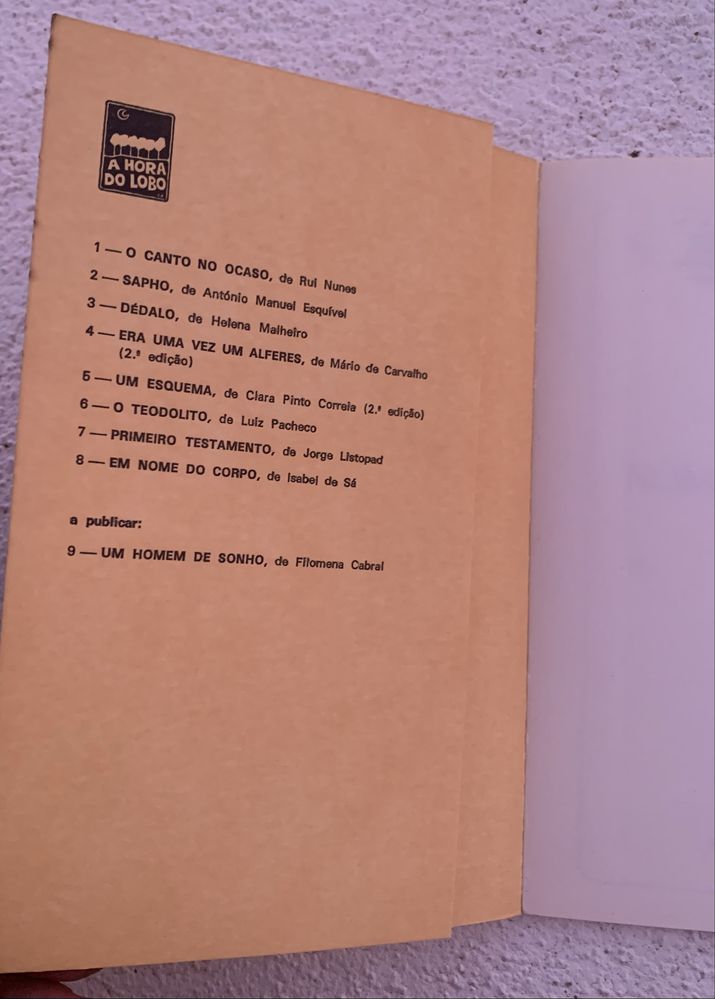 A HORA
DO LOBO
1 — O CANTO NO OCASO, de Rui Nunes
2 — SAPHO, de António Manuel Esquível
3 — DÉDALO, de Helena Malheiro
4 — ERA UMA VEZ UM ALFERES, de Mário de Carvalho
(2.ª edição)
5 — UM ESQUEMA, de Clara Pinto Correia (2.ª edição)
6 — O TEODOLITO, de Luiz Pacheco
7 — PRIMEIRO TESTAMENTO, de Jorge Listopad
8 — EM NOME DO CORPO, de Isabel de Sá
a publicar:
9 — UM HOMEM DE SONHO, de Filomena Cabral